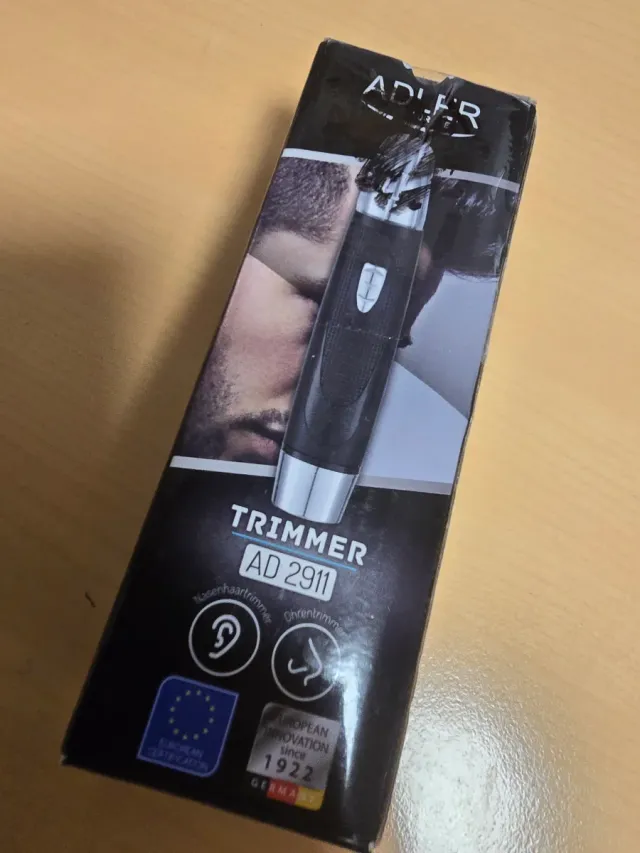 ADLER
TRIMMER
AD 2911
Nasenhaartrimmer
Ohrentrimmer
EUROPEAN
CERTIFICATION
EUROPEAN
INNOVATION
since
1922
GERMANY